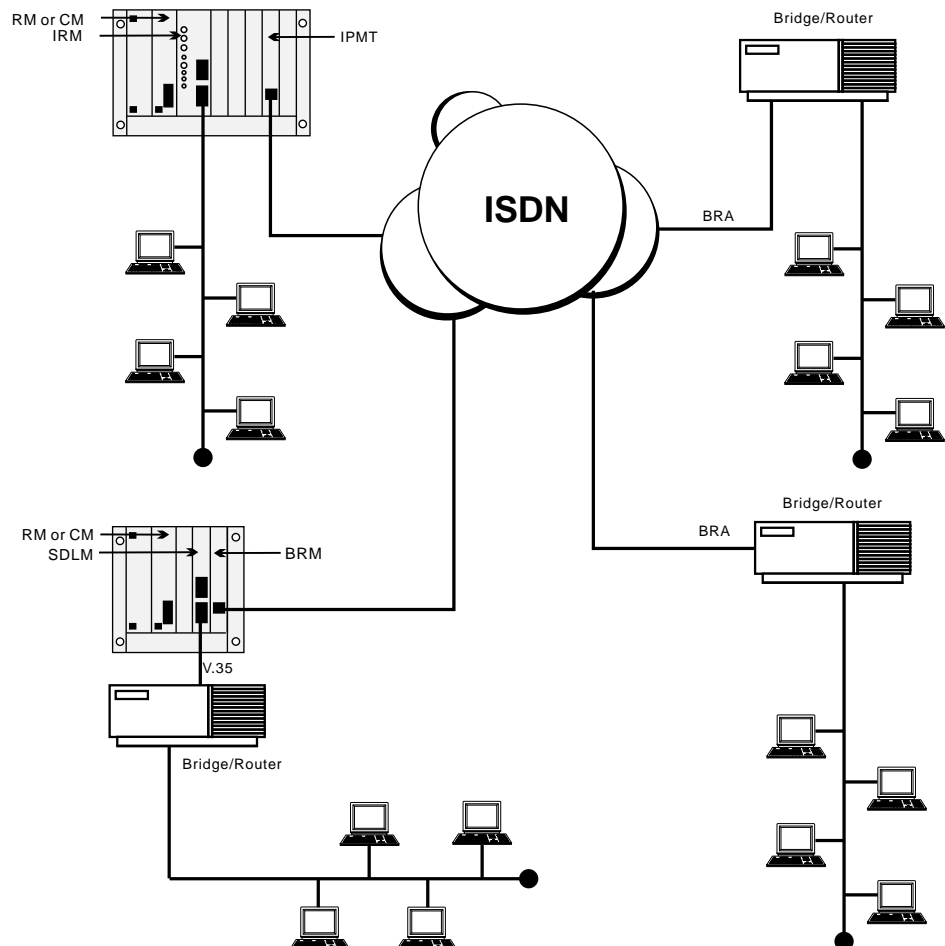 RM or CM
IRM
IPMT
Bridge/Router
ISDN
BRA
Bridge/Router
RM or CM
SDLM
BRM
BRA
V.35
Bridge/Router